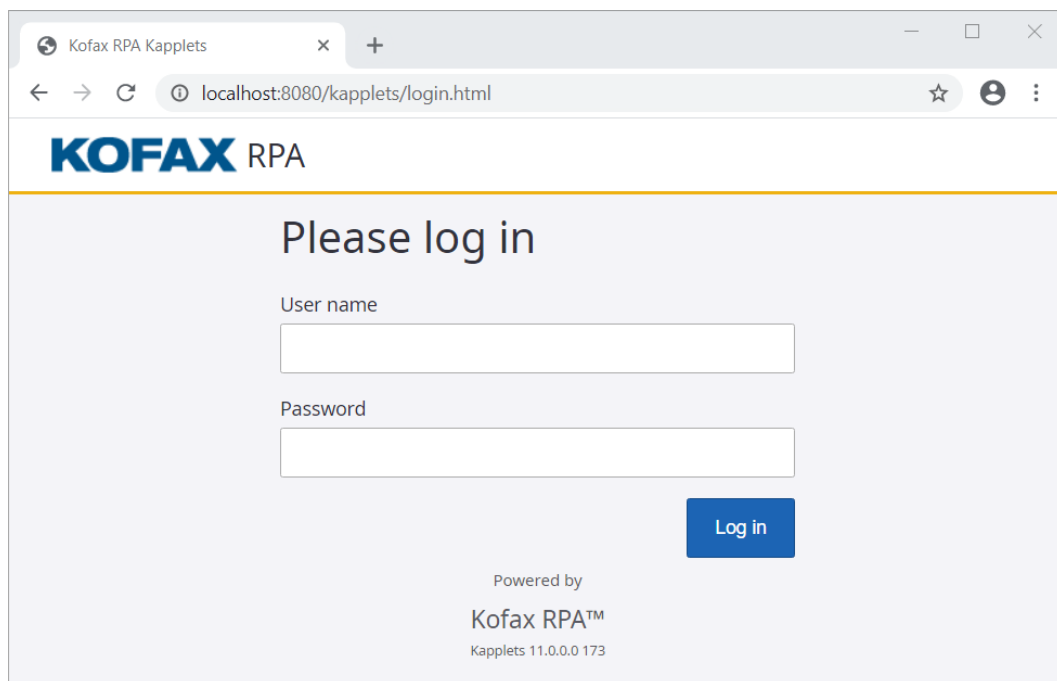 Kofax RPA Kapplets
localhost:8080/kapplets/login.html
KOFAX RPA
Please log in
User name
Password
Log in
Powered by
Kofax RPA™
Kapplets 11.0.0.0 173